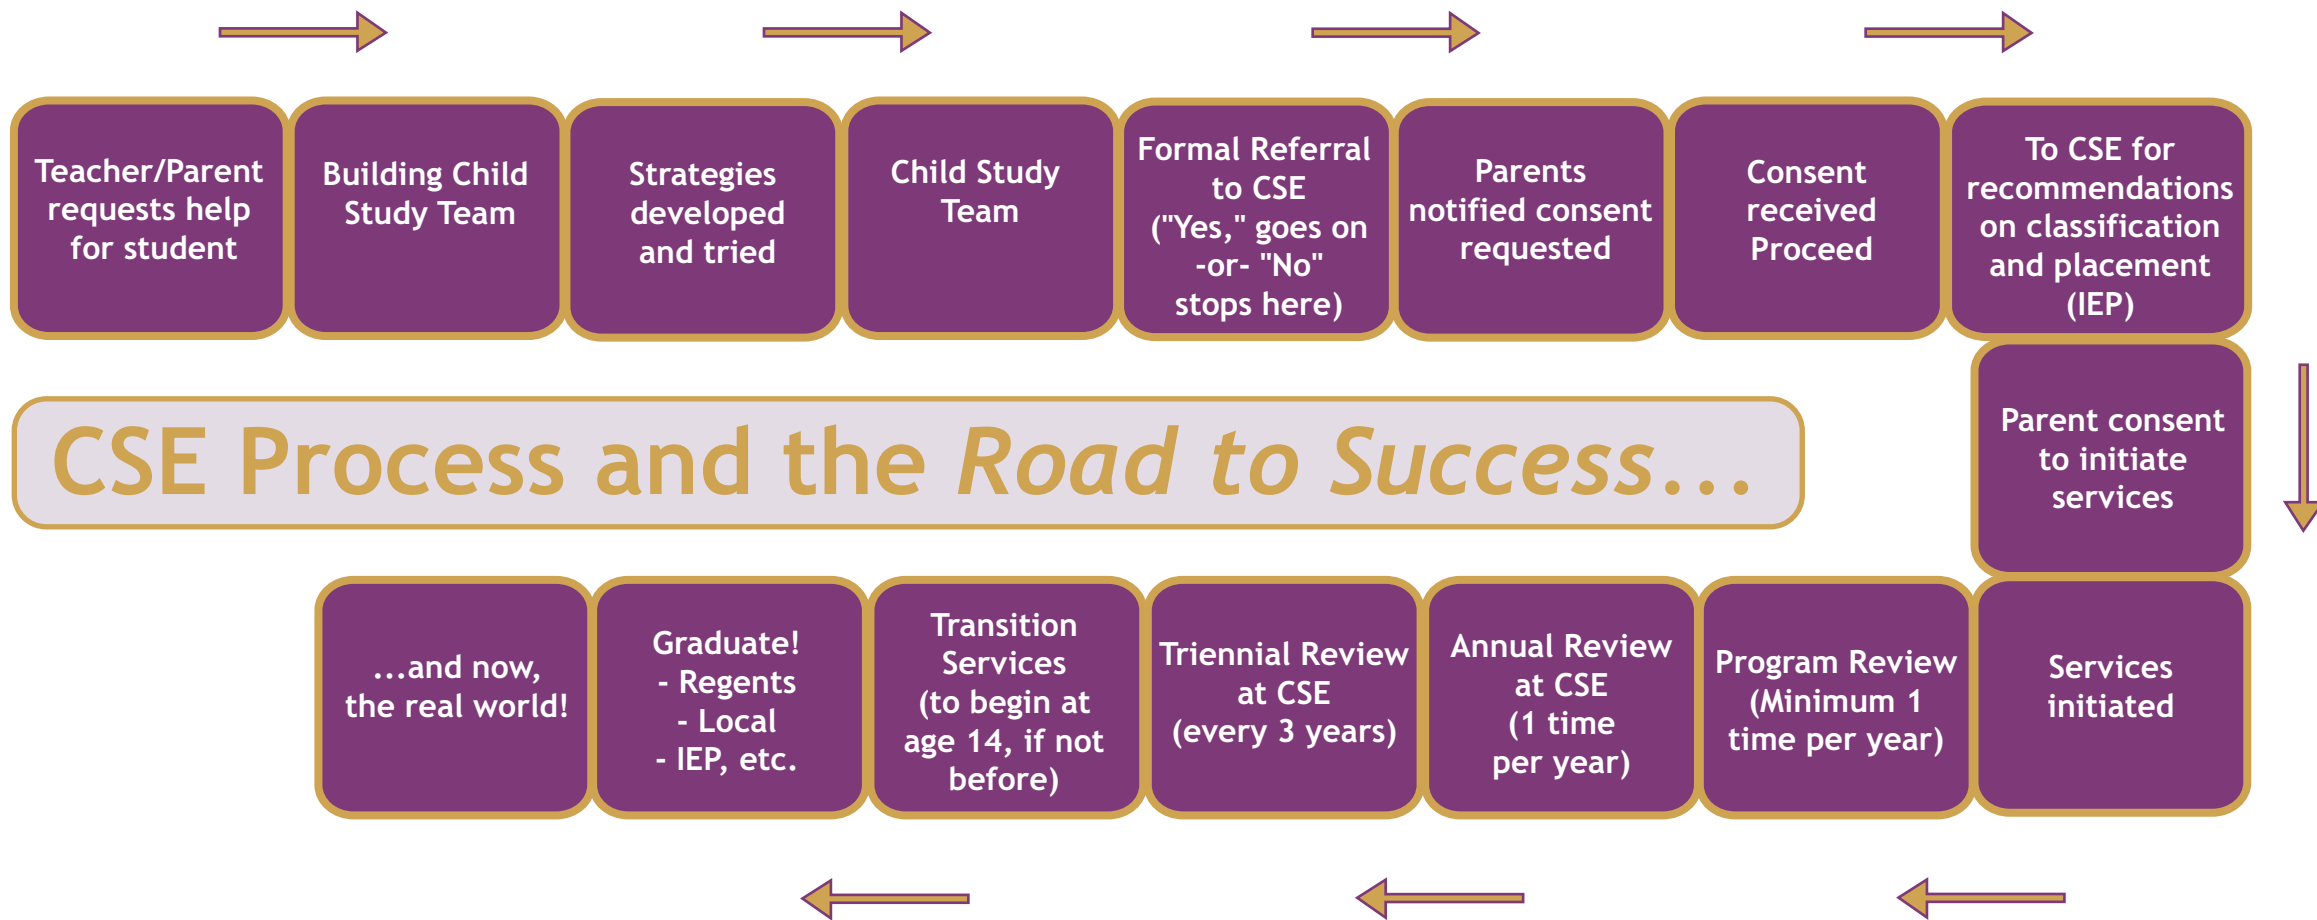 Teacher/Parent
requests help
for student
Building Child
Study Team
Strategies
developed
and tried
Child Study
Team
Formal Referral
to CSE
("Yes," goes on
-or- "No"
stops here)
Parents
notified consent
requested
Consent
received
Proceed
To CSE for
recommendations
on classification
and placement
(IEP)
Parent consent
to initiate
services
CSE Process and the Road to Success...
Services
initiated
Program Review
(Minimum 1
time per year)
Annual Review
at CSE
(1 time
per year)
Triennial Review
at CSE
(every 3 years)
Transition
Services
(to begin at
age 14, if not
before)
Graduate!
- Regents
- Local
- IEP, etc.
...and now,
the real world!